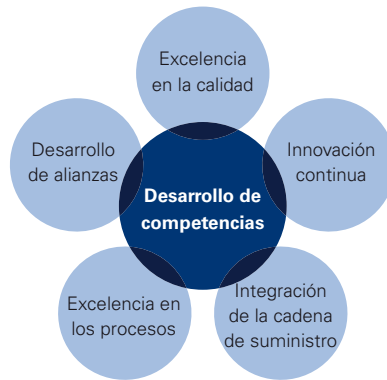 Excelencia
en la calidad
Desarrollo
de alianzas
Innovación
continua
Desarrollo de
competencias
Excelencia en
los procesos
Integración
de la cadena
de suministro